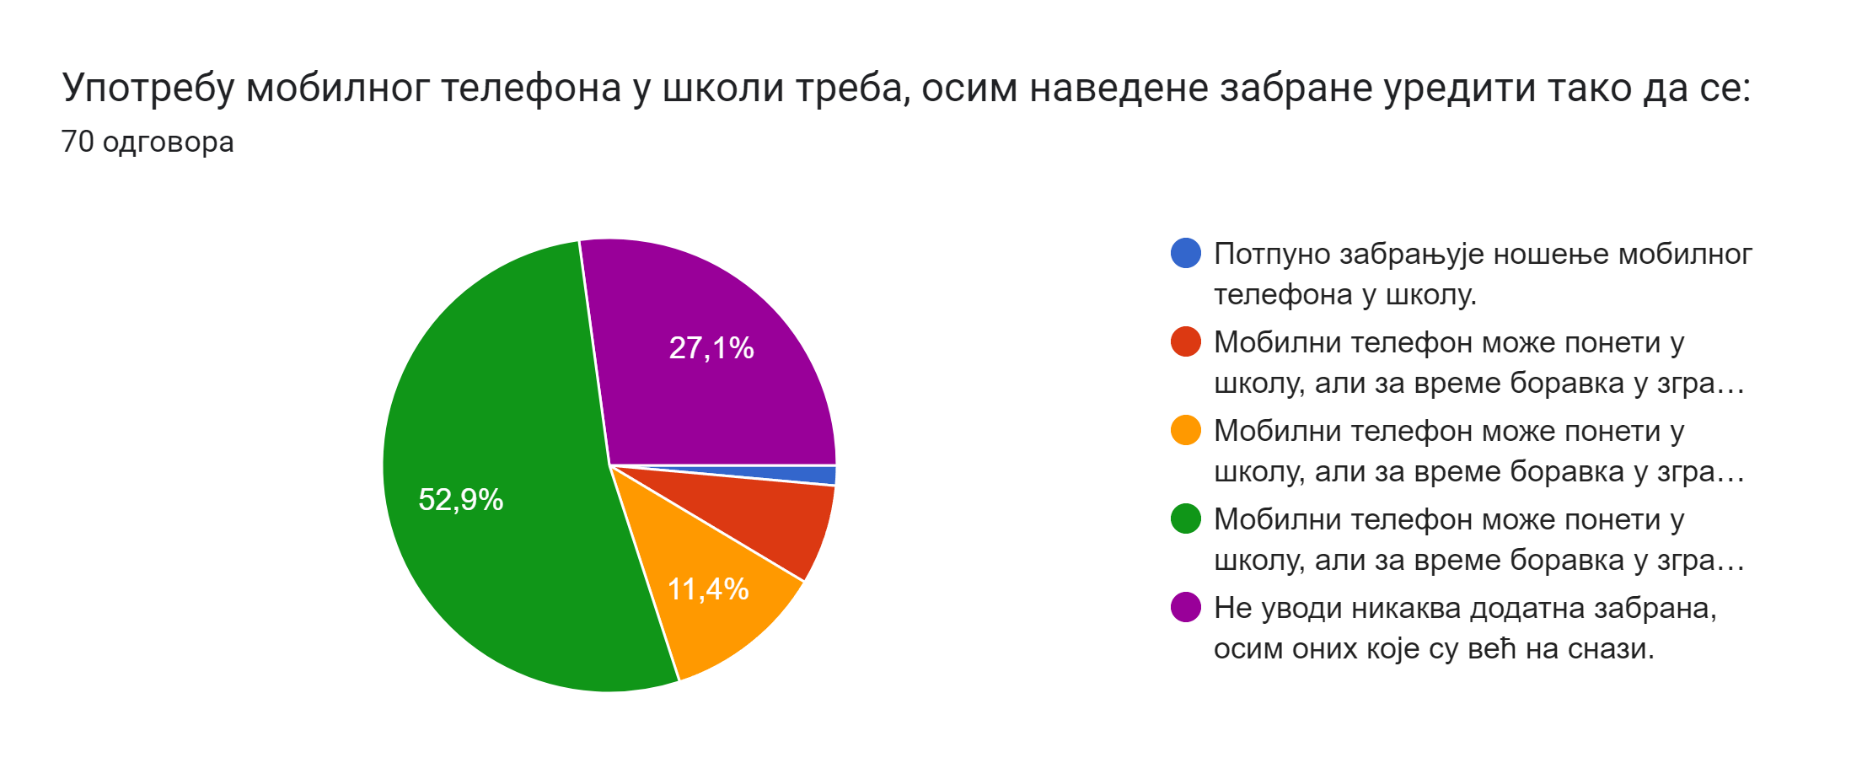 Употребу мобилног телефона у школи треба, осим наведене забране уредити тако да се:
70 одговора
27,1%
52,9%
11,4%
Потпуно забрањује ношење мобилног
телефона у школу.
Мобилни телефон може понети у
школу, али за време боравка у згра…
Мобилни телефон може понети у
школу, али за време боравка у згра…
Мобилни телефон може понети у
школу, али за време боравка у згра…
Не уводи никаква додатна забрана,
осим оних које су већ на снази.